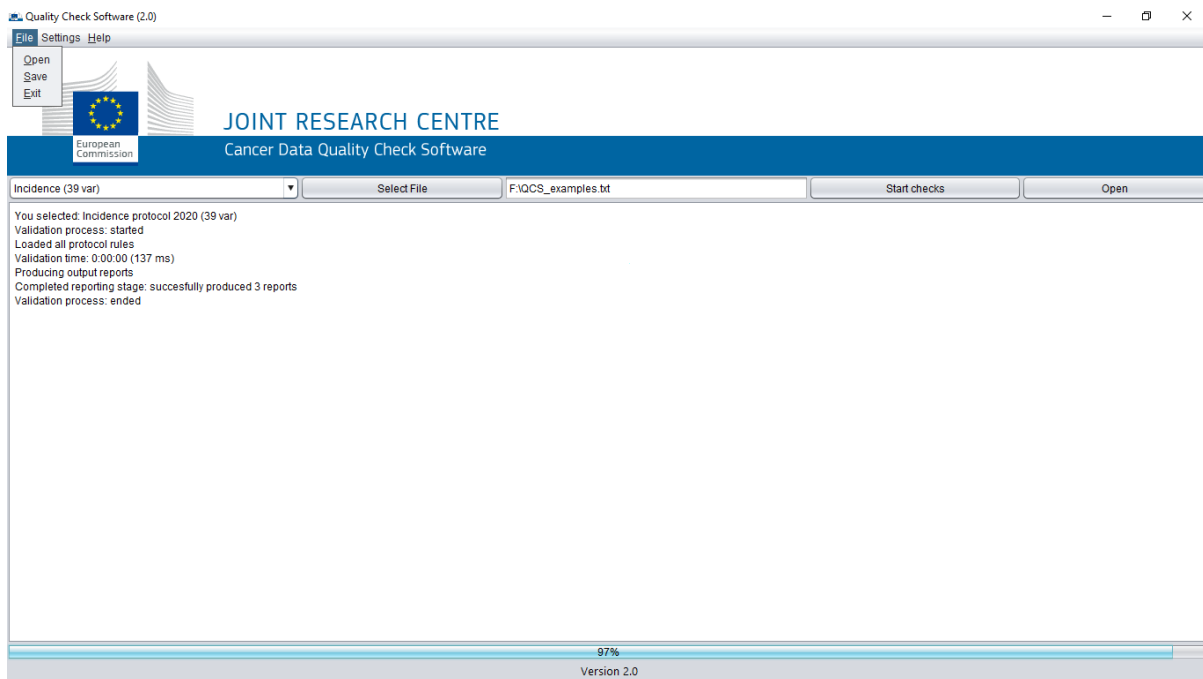 Quality Check Software (2.0)
File Settings Help
Open
Save
Exit
European
Commission
JOINT RESEARCH CENTRE
Cancer Data Quality Check Software
Incidence (39 var) Select File F:\QCS_examples.txt Start checks Open
You selected: Incidence protocol 2020 (39 var)
Validation process: started
Loaded all protocol rules
Validation time: 0:00:00 (137 ms)
Producing output reports
Completed reporting stage: succesfully produced 3 reports
Validation process: ended
97%
Version 2.0